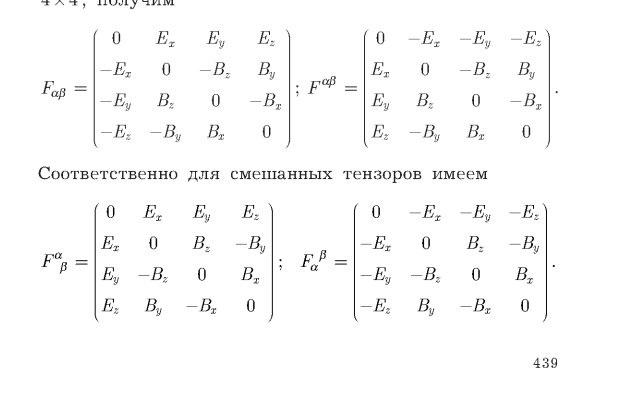 4×4, получим
$F_{\alpha\beta} = \begin{pmatrix} 0 & E_x & E_y & E_z \\ -E_x & 0 & -B_z & B_y \\ -E_y & B_z & 0 & -B_x \\ -E_z & -B_y & B_x & 0 \end{pmatrix};\ F^{\alpha\beta} = \begin{pmatrix} 0 & -E_x & -E_y & -E_z \\ E_x & 0 & -B_z & B_y \\ E_y & B_z & 0 & -B_x \\ E_z & -B_y & B_x & 0 \end{pmatrix}.$
Соответственно для смешанных тензоров имеем
$F^{\alpha}{}_{\beta} = \begin{pmatrix} 0 & E_x & E_y & E_z \\ E_x & 0 & B_z & -B_y \\ E_y & -B_z & 0 & B_x \\ E_z & B_y & -B_x & 0 \end{pmatrix};\ F_{\alpha}{}^{\beta} = \begin{pmatrix} 0 & -E_x & -E_y & -E_z \\ -E_x & 0 & B_z & -B_y \\ -E_y & -B_z & 0 & B_x \\ -E_z & B_y & -B_x & 0 \end{pmatrix}.$
439